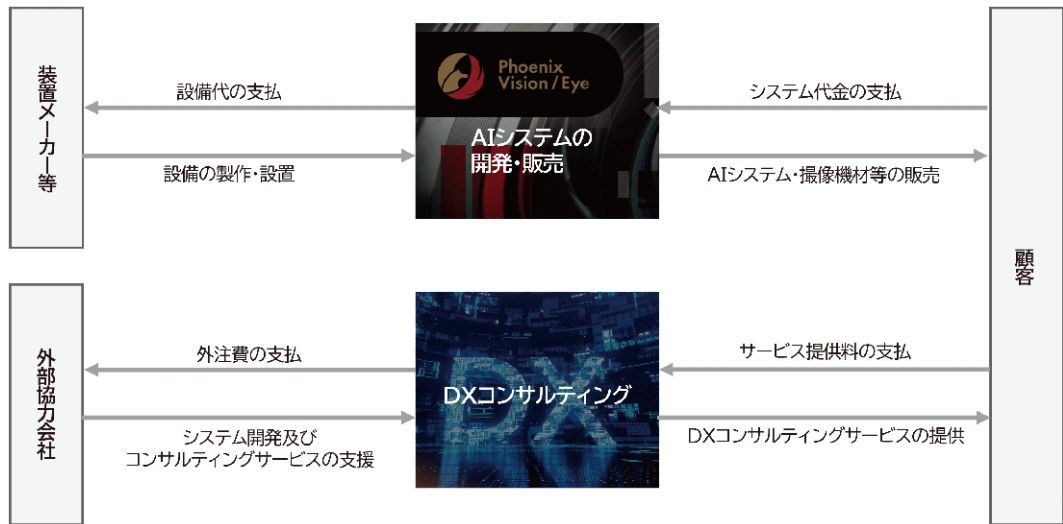 装置メーカー等
設備代の支払
設備の製作・設置
Phoenix
Vision / Eye
AIシステムの
開発・販売
システム代金の支払
AIシステム・撮像機材等の販売
顧客
外部協力会社
外注費の支払
システム開発及び
コンサルティングサービスの支援
DX
DXコンサルティング
サービス提供料の支払
DXコンサルティングサービスの提供